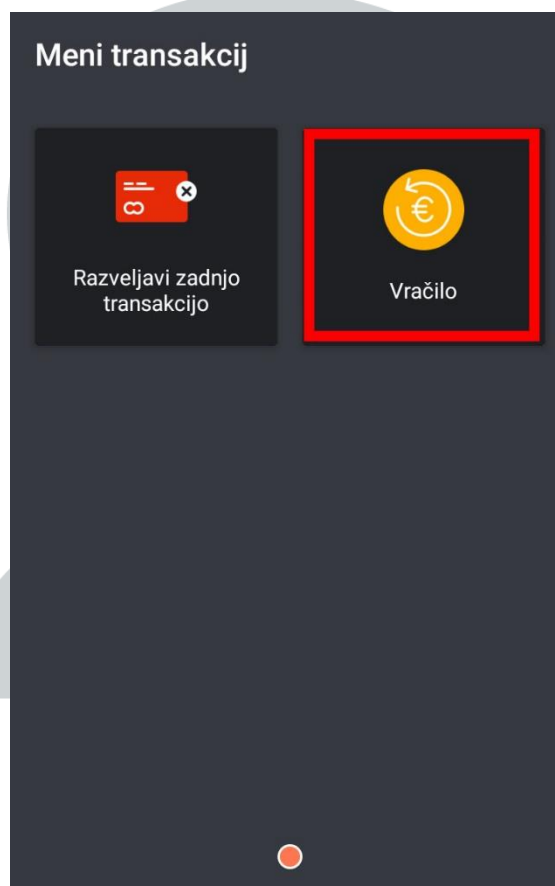 Meni transakcij
Razveljavi zadnjo
transakcijo
€
Vračilo